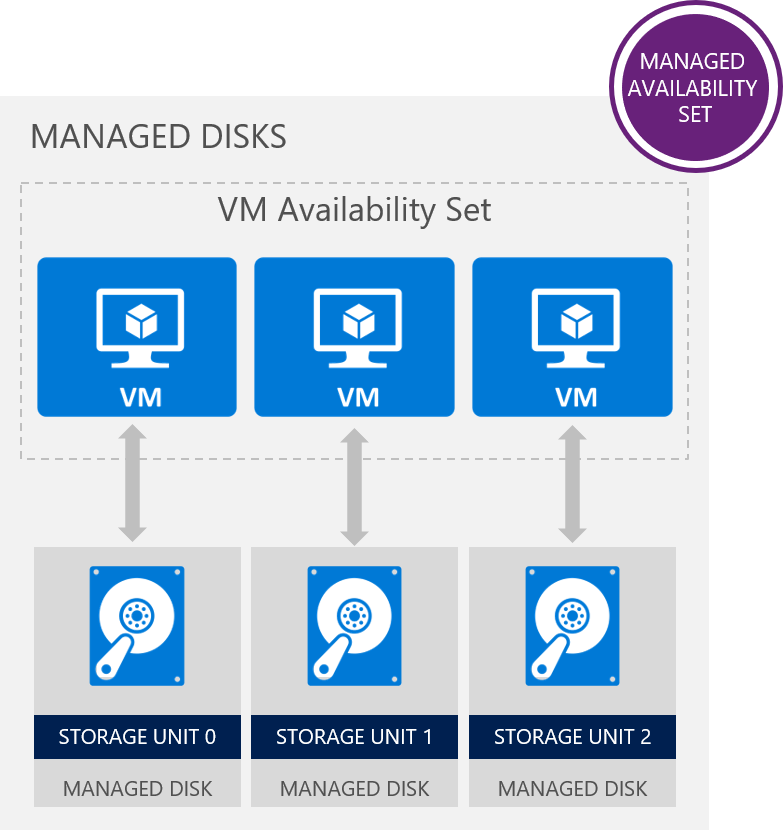 MANAGED
AVAILABILITY
SET
MANAGED DISKS
VM Availability Set
VM
VM
VM
STORAGE UNIT 0
STORAGE UNIT 1
STORAGE UNIT 2
MANAGED DISK
MANAGED DISK
MANAGED DISK